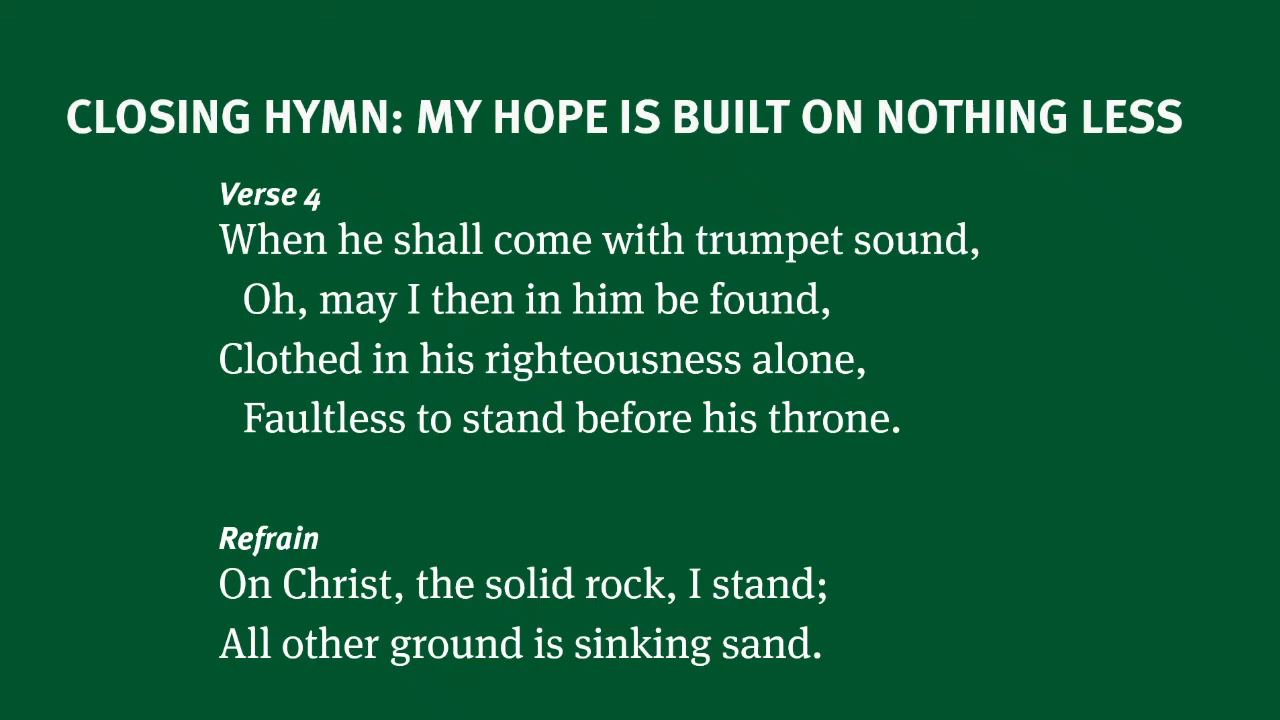 CLOSING HYMN: MY HOPE IS BUILT ON NOTHING LESS
Verse 4
When he shall come with trumpet sound,
Oh, may I then in him be found,
Clothed in his righteousness alone,
Faultless to stand before his throne.
Refrain
On Christ, the solid rock, I stand;
All other ground is sinking sand.